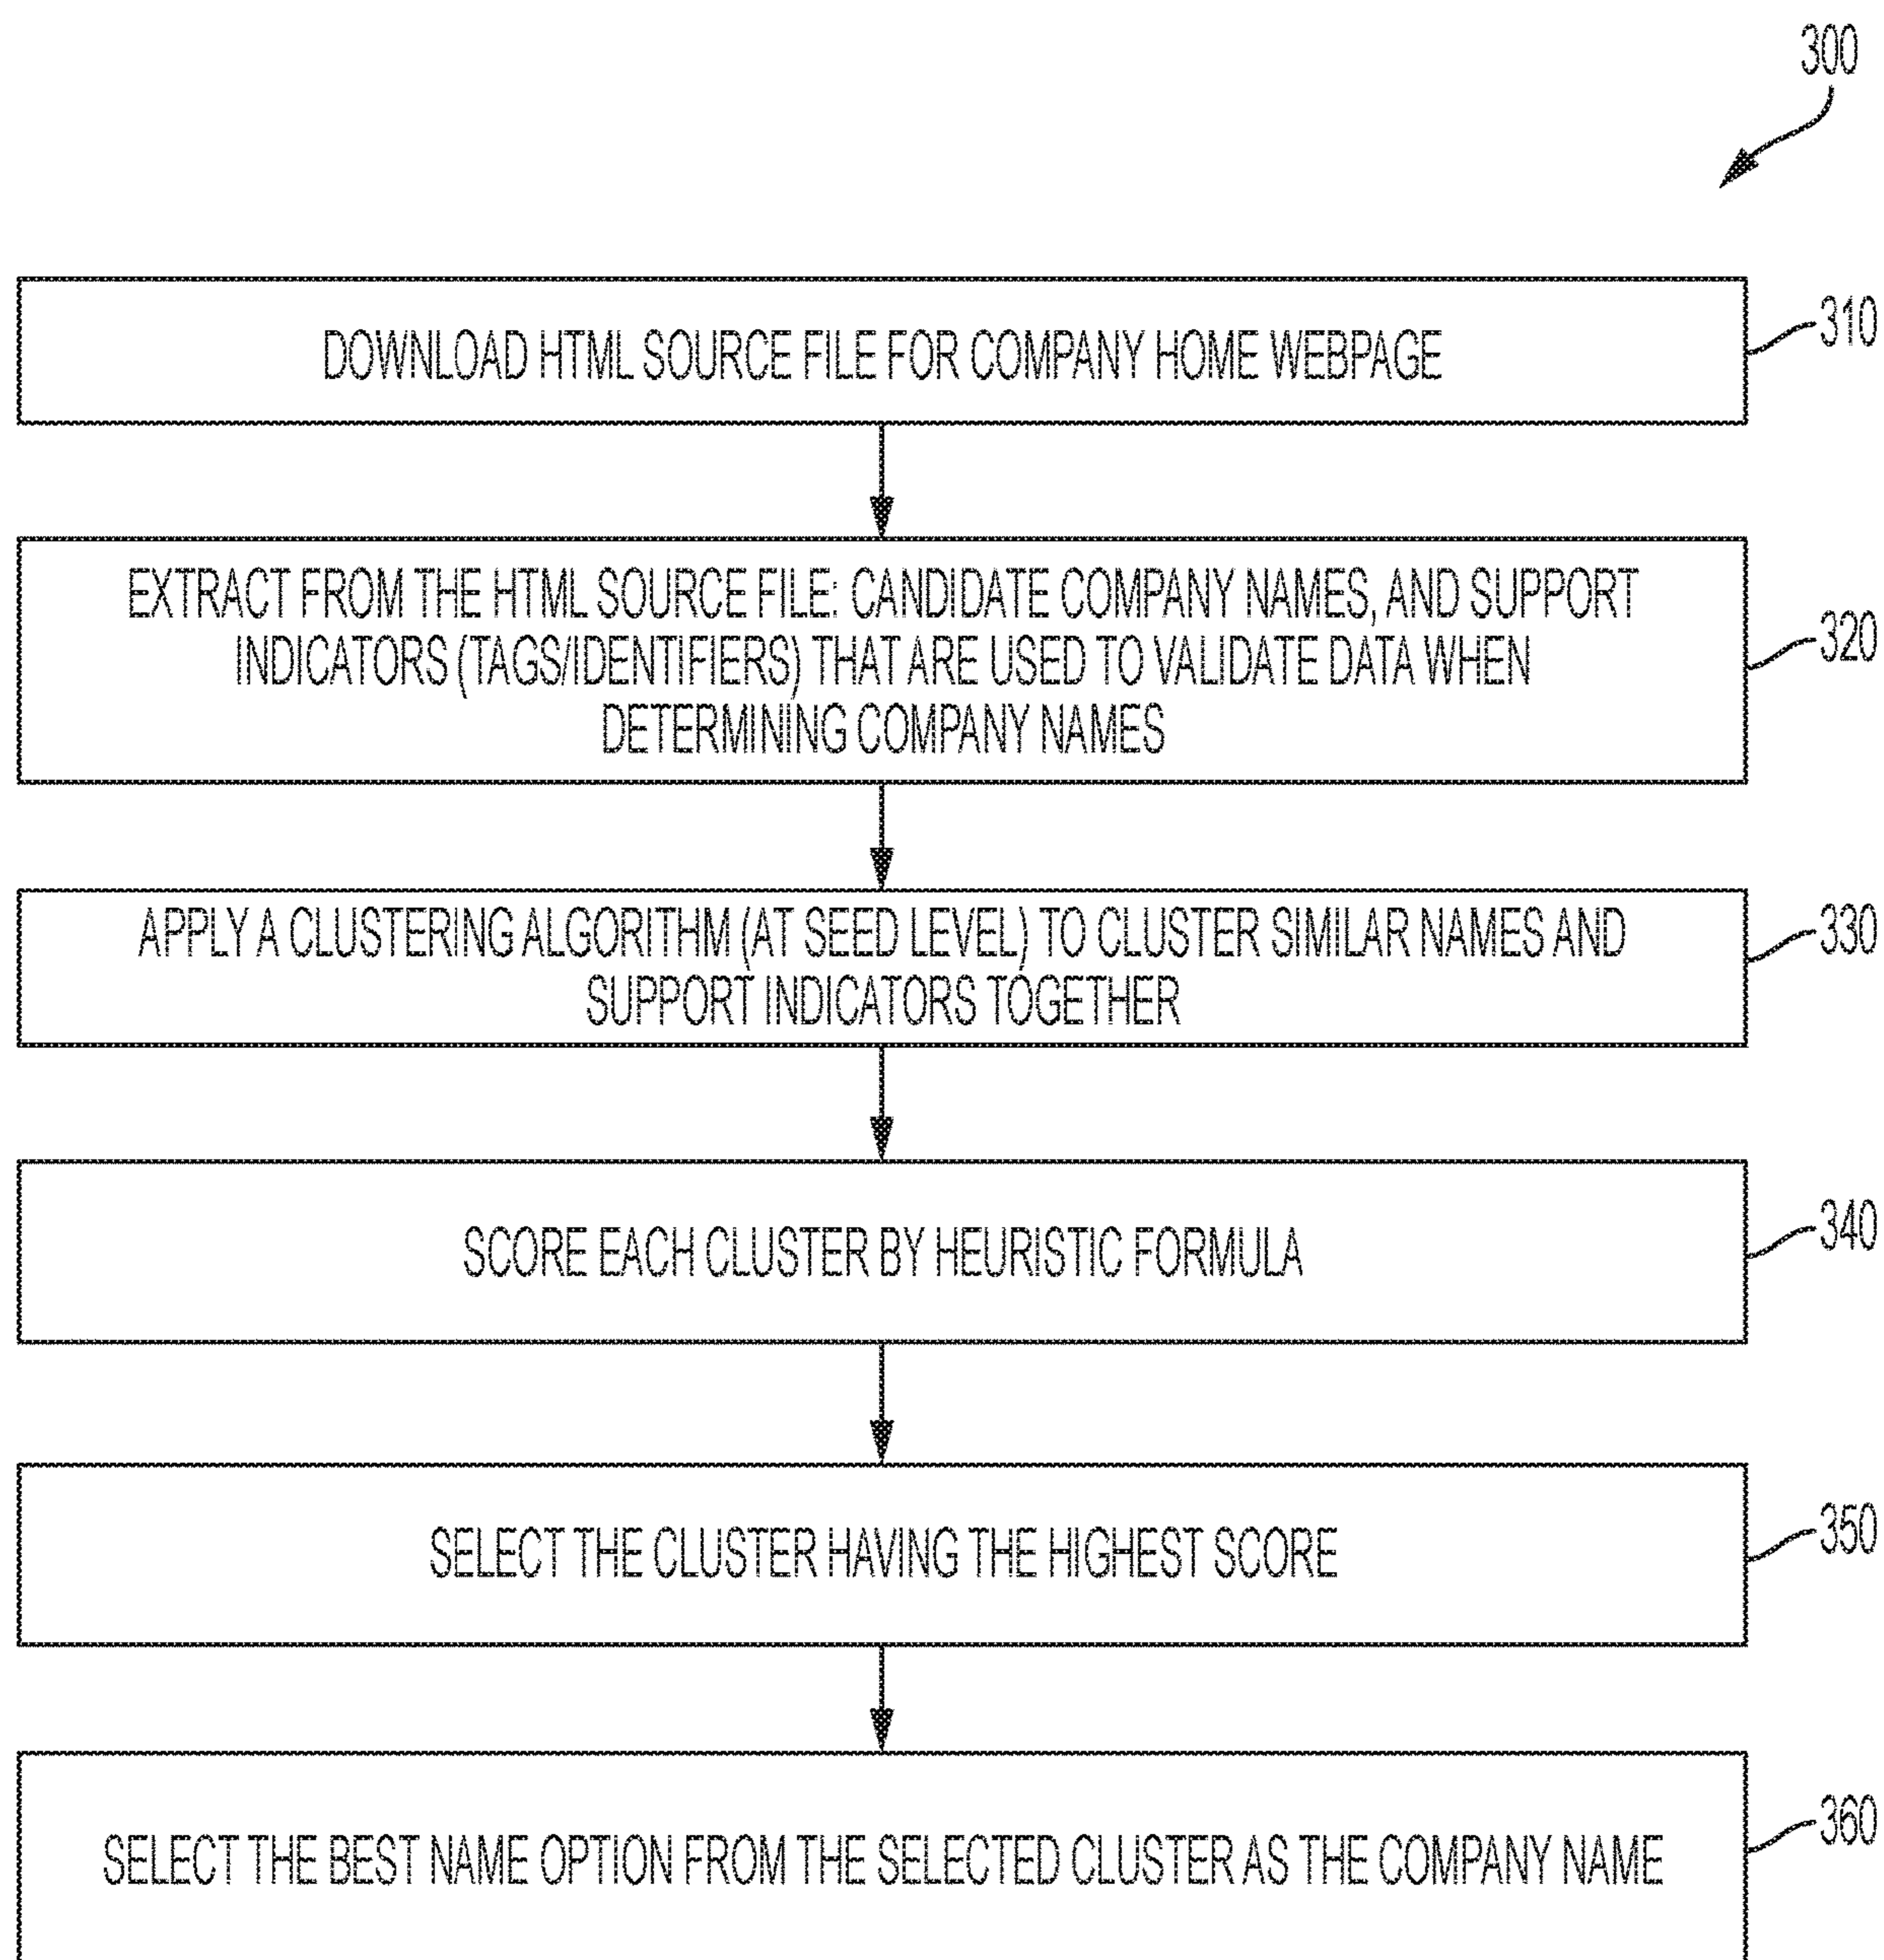 300
DOWNLOAD HTML SOURCE FILE FOR COMPANY HOME WEBPAGE
310
EXTRACT FROM THE HTML SOURCE FILE: CANDIDATE COMPANY NAMES, AND SUPPORT
INDICATORS (TAGS/IDENTIFIERS) THAT ARE USED TO VALIDATE DATA WHEN
DETERMINING COMPANY NAMES
320
APPLY A CLUSTERING ALGORITHM (AT SEED LEVEL) TO CLUSTER SIMILAR NAMES AND
SUPPORT INDICATORS TOGETHER
330
SCORE EACH CLUSTER BY HEURISTIC FORMULA
340
SELECT THE CLUSTER HAVING THE HIGHEST SCORE
350
SELECT THE BEST NAME OPTION FROM THE SELECTED CLUSTER AS THE COMPANY NAME
360